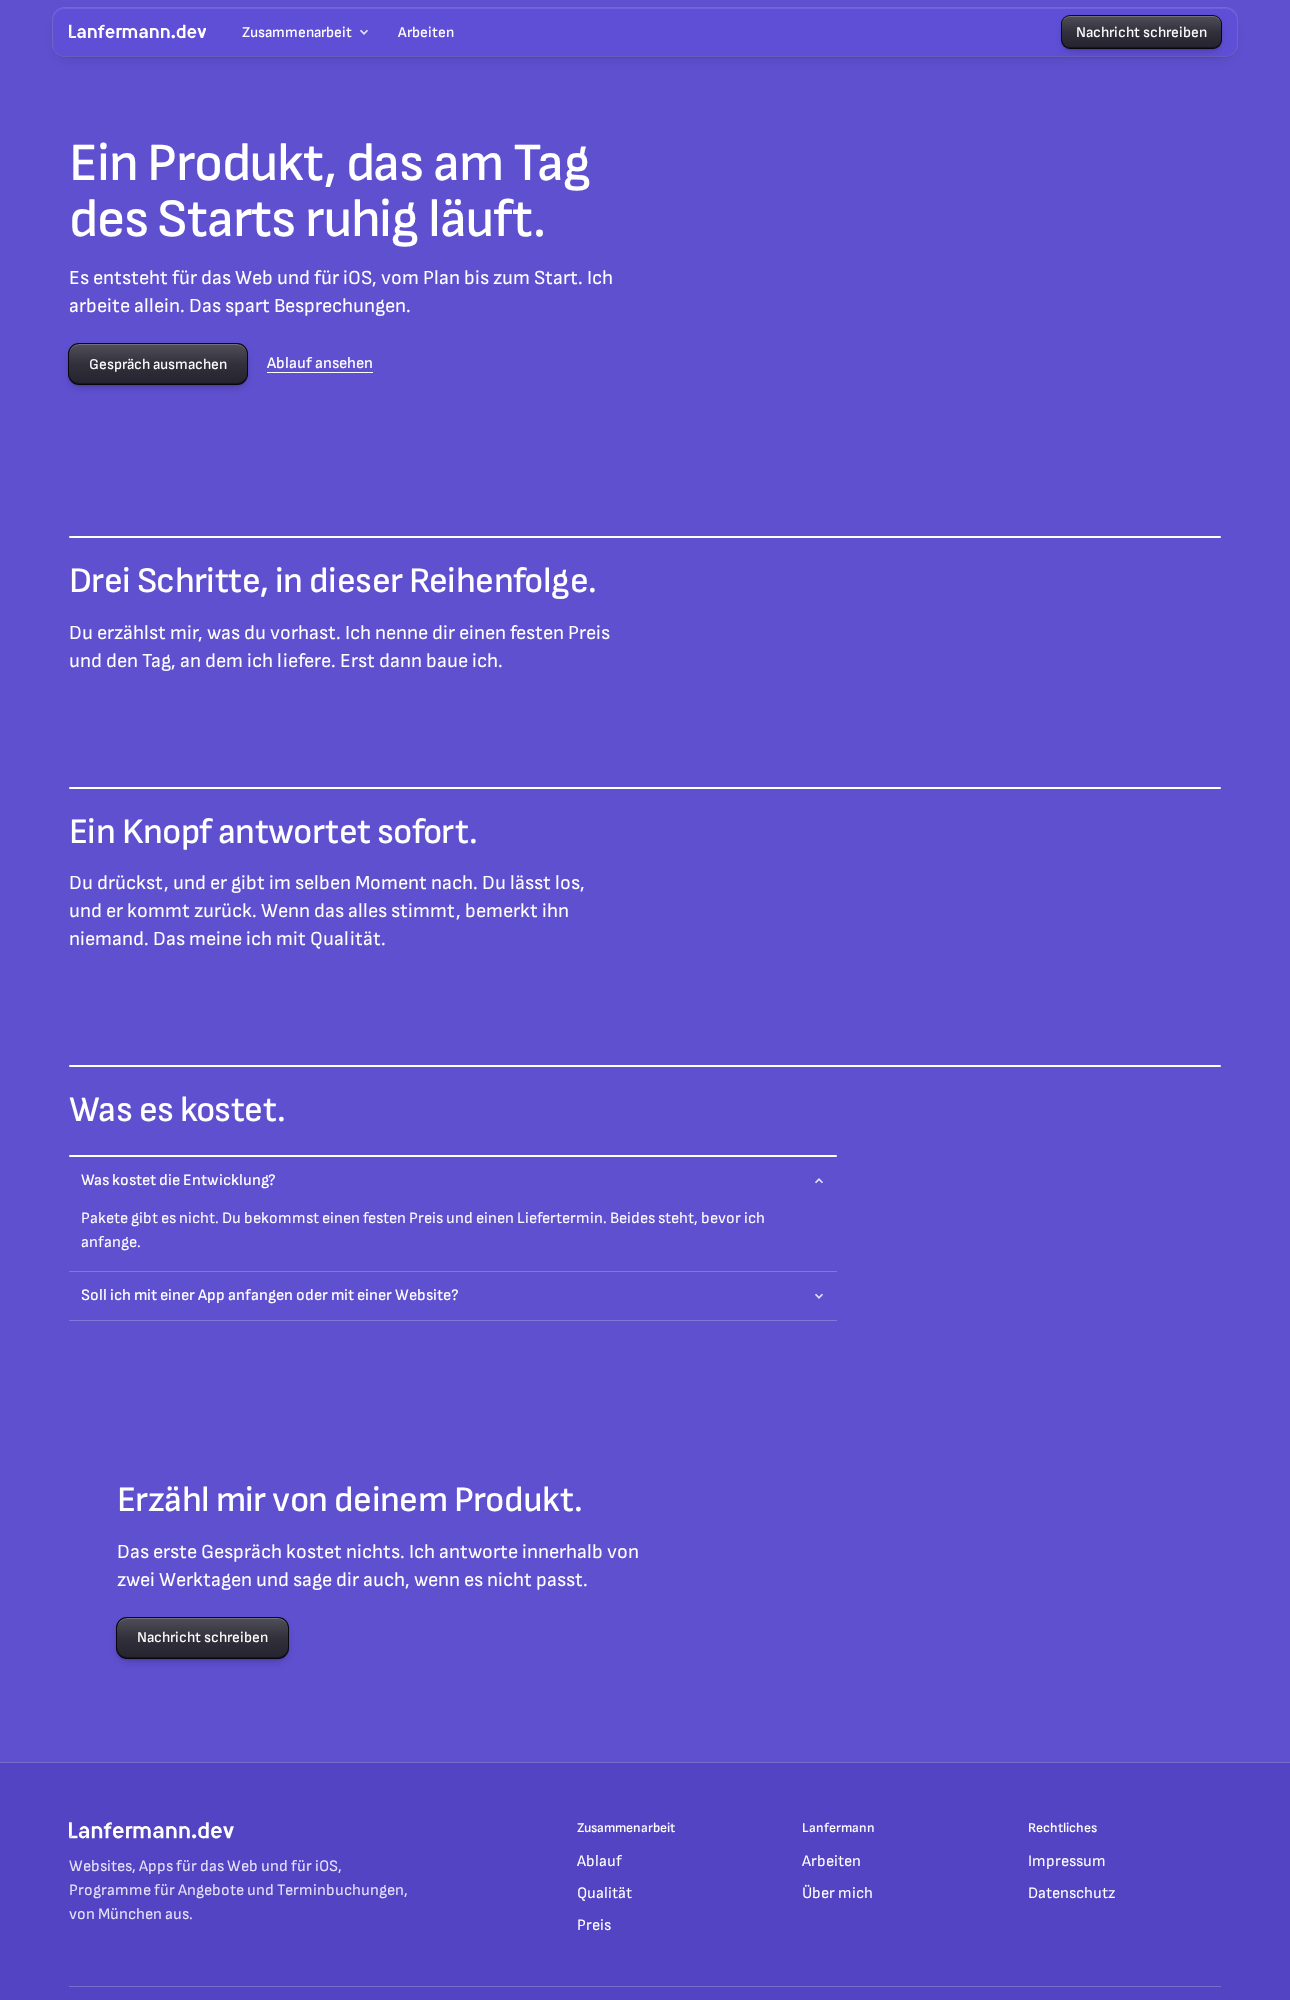 Lanfermann.dev
Zusammenarbeit
Arbeiten
Nachricht schreiben
Ein Produkt, das am Tag
des Starts ruhig läuft.
Es entsteht für das Web und für iOS, vom Plan bis zum Start. Ich
arbeite allein. Das spart Besprechungen.
Gespräch ausmachen
Ablauf ansehen
Drei Schritte, in dieser Reihenfolge.
Du erzählst mir, was du vorhast. Ich nenne dir einen festen Preis
und den Tag, an dem ich liefere. Erst dann baue ich.
Ein Knopf antwortet sofort.
Du drückst, und er gibt im selben Moment nach. Du lässt los,
und er kommt zurück. Wenn das alles stimmt, bemerkt ihn
niemand. Das meine ich mit Qualität.
Was es kostet.
Was kostet die Entwicklung?
Pakete gibt es nicht. Du bekommst einen festen Preis und einen Liefertermin. Beides steht, bevor ich
anfange.
Soll ich mit einer App anfangen oder mit einer Website?
Erzähl mir von deinem Produkt.
Das erste Gespräch kostet nichts. Ich antworte innerhalb von
zwei Werktagen und sage dir auch, wenn es nicht passt.
Nachricht schreiben
Lanfermann.dev
Websites, Apps für das Web und für iOS,
Programme für Angebote und Terminbuchungen,
von München aus.
Zusammenarbeit
Ablauf
Qualität
Preis
Lanfermann
Arbeiten
Über mich
Rechtliches
Impressum
Datenschutz